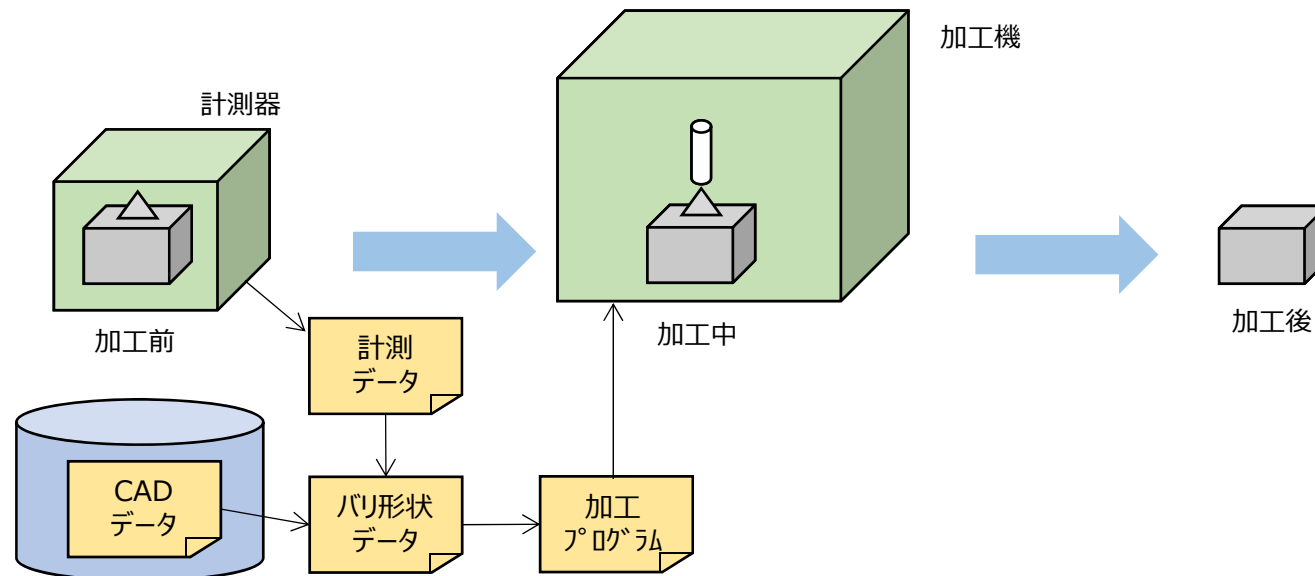 加工機
計測器
加工前
加工中
加工後
計測
データ
CAD
データ
バリ形状
データ
加工
ﾌﾟﾛｸﾞﾗﾑ